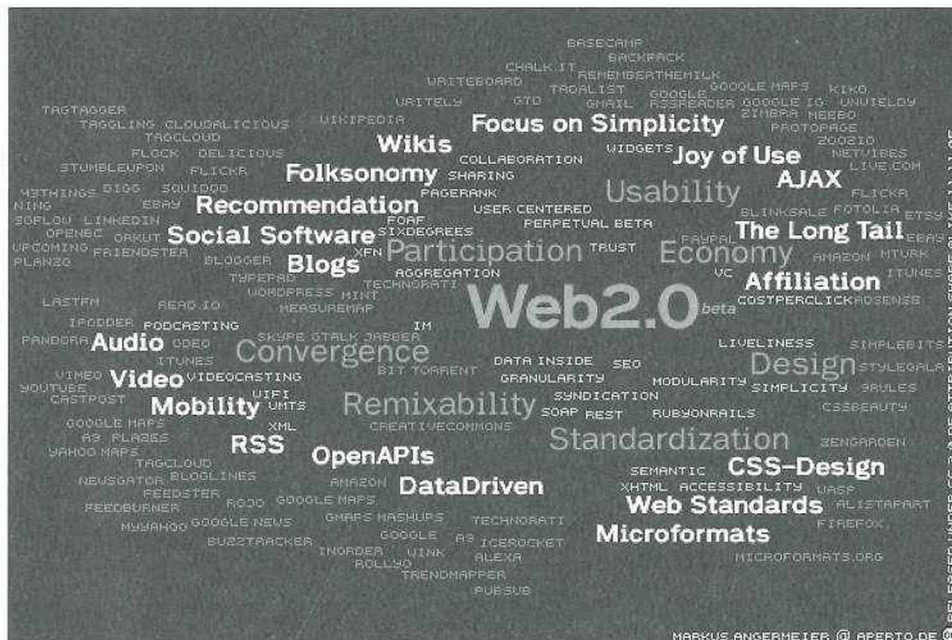 BASECAMP
BACKPACK
CHALK.IT REMEMBERTHEMILK
WRITEBOARD TADALIST GOOGLE GOOGLE MAPS KIKO
TAGTAGGER WRITELY GTD GMAIL RSSREADER GOOGLE IG UNWIELDY
TAGGLING CLOUDALICIOUS WIKIPEDIA Focus on Simplicity ZIMBRA MEEBO
TAGCLOUD PROTOPAGE
Wikis WIDGETS ZOOZIO
FLOCK DELICIOUS COLLABORATION Joy of Use NETVIBES
STUMBLEUPON FLICKR Folksonomy SHARING AJAX LIVE.COM
43THINGS DIGG SQUIDOO PAGERANK Usability FLICKR
NING EBAY Recommendation USER CENTERED BLINKSALE FOTOLIA ETSY
SGFLOW LINKEDIN FOAF PERPETUAL BETA
OPENBC ORKUT Social Software SIXDEGREES PAYPAL The Long Tail
UPCOMING FRIENDSTER XFN Participation TRUST Economy AMAZON MTURK
PLANZO BLOGGER Blogs AGGREGATION VC ITUNES
TYPEPAD TECHNORATI Affiliation
WORDPRESS MINT COSTPERCLICK ADSENSE
LASTFM READ.IO MEASUREMAP Web2.0 beta
IPODDER PODCASTING IM
PANDORA Audio ODEO SKYPE GTALK JABBER LIVELINESS SIMPLEBITS
ITUNES Convergence DATA INSIDE SEO Design
VIMEO Video VIDEOCASTING BIT TORRENT GRANULARITY MODULARITY SIMPLICITY 9RULES
YOUTUBE WIFI SYNDICATION
CASTPOST Mobility UMTS Remixability SOAP REST RUBYONRAILS CSSBEAUTY
GOOGLE MAPS XML CREATIVECOMMONS
A9 PLAZES RSS Standardization ZENGARDEN
YAHOO MAPS OpenAPIs
TAGCLOUD SEMANTIC CSS-Design
NEWSGATOR BLOGLINES AMAZON DataDriven XHTML ACCESSIBILITY WASP
FEEDSTER ROJO GOOGLE MAPS Web Standards ALISTAPART
FEEDBURNER
MYYAHOO GOOGLE NEWS GMAPS MASHUPS TECHNORATI FIREFOX
BUZZTRACKER GOOGLE A9 ICEROCKET Microformats
INORDER WINK ALEXA MICROFORMATS.ORG
ROLLYO
TRENDMAPPER
PUBSUB
MARKUS ANGERMEIER @ APERTO.DE